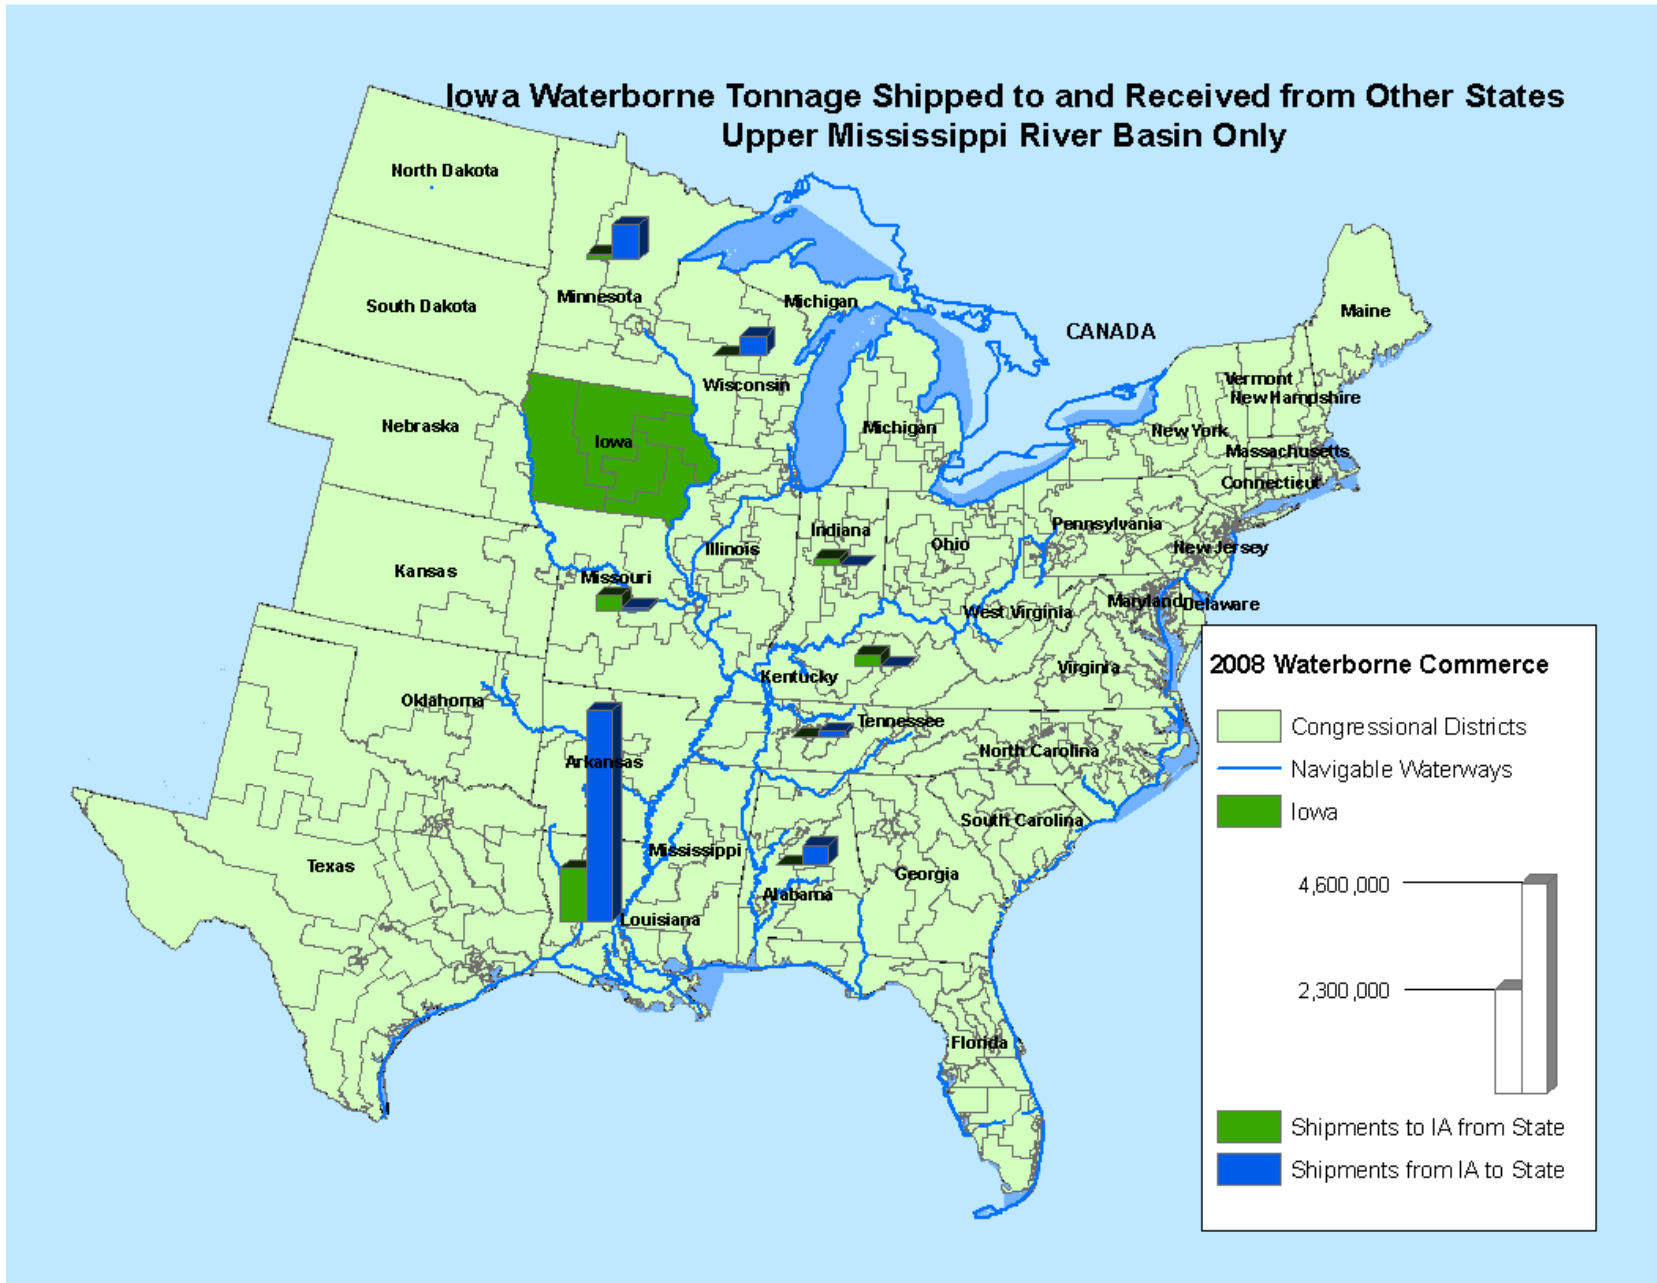 Iowa Waterborne Tonnage Shipped to and Received from Other States
Upper Mississippi River Basin Only
North Dakota
South Dakota
Minnesota
Michigan
CANADA
Maine
Wisconsin
Vermont
New Hampshire
Nebraska
Iowa
Michigan
New York
Massachusetts
Connecticut
Pennsylvania
Indiana
Ohio
Illinois
New Jersey
Kansas
Missouri
West Virginia
Maryland
Delaware
Virginia
Kentucky
Oklahoma
Tennessee
North Carolina
Arkansas
South Carolina
Mississippi
Texas
Georgia
Alabama
Louisiana
Florida
2008 Waterborne Commerce
Congressional Districts
Navigable Waterways
Iowa
4,600,000
2,300,000
Shipments to IA from State
Shipments from IA to State